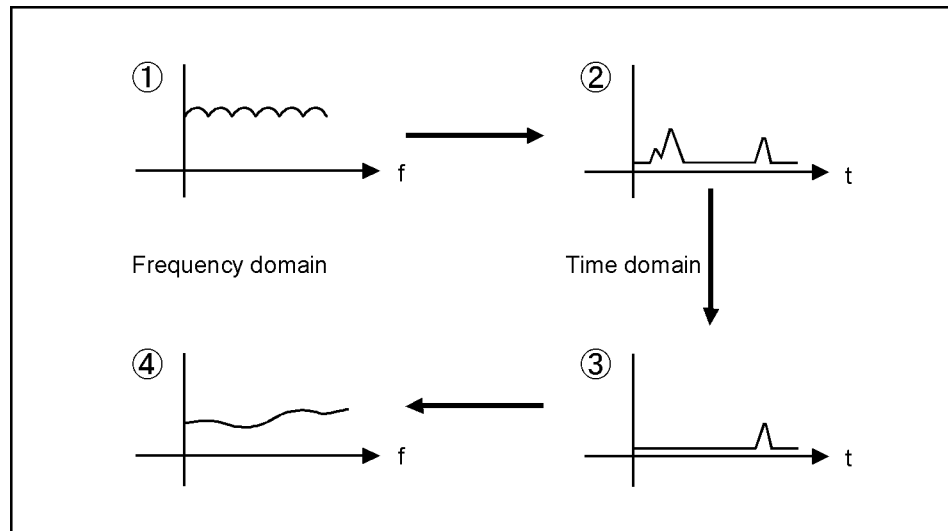 ① ②
f t
Frequency domain Time domain
④ ③
f t